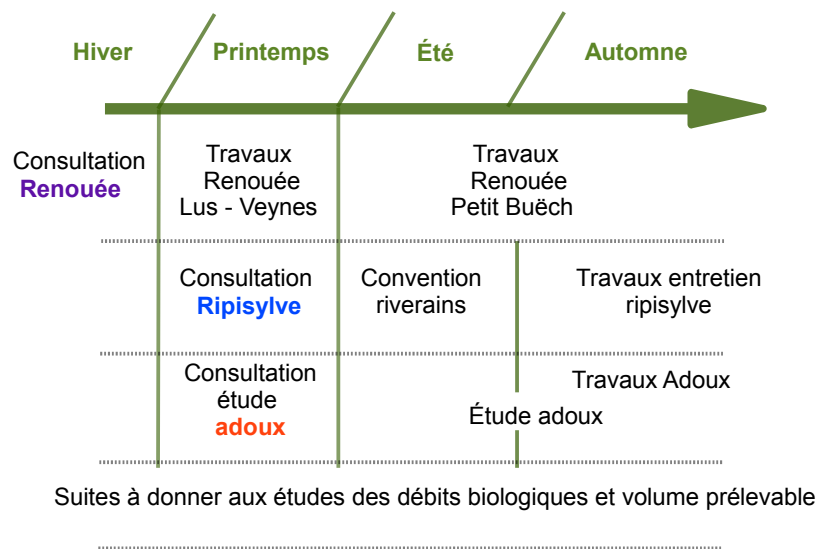 Hiver
Printemps
Été
Automne
Consultation
Renouée
Travaux
Renouée
Lus - Veynes
Travaux
Renouée
Petit Buëch
Consultation
Ripisylve
Convention
riverains
Travaux entretien
ripisylve
Consultation
étude
adoux
Étude adoux
Travaux Adoux
Suites à donner aux études des débits biologiques et volume prélevable